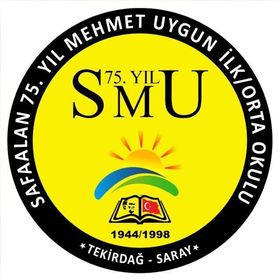 SAFAALAN 75. YIL MEHMET UYGUN İLK/ORTA OKULU
75. YIL
SMU
1944/1998
*TEKİRDAĞ - SARAY*